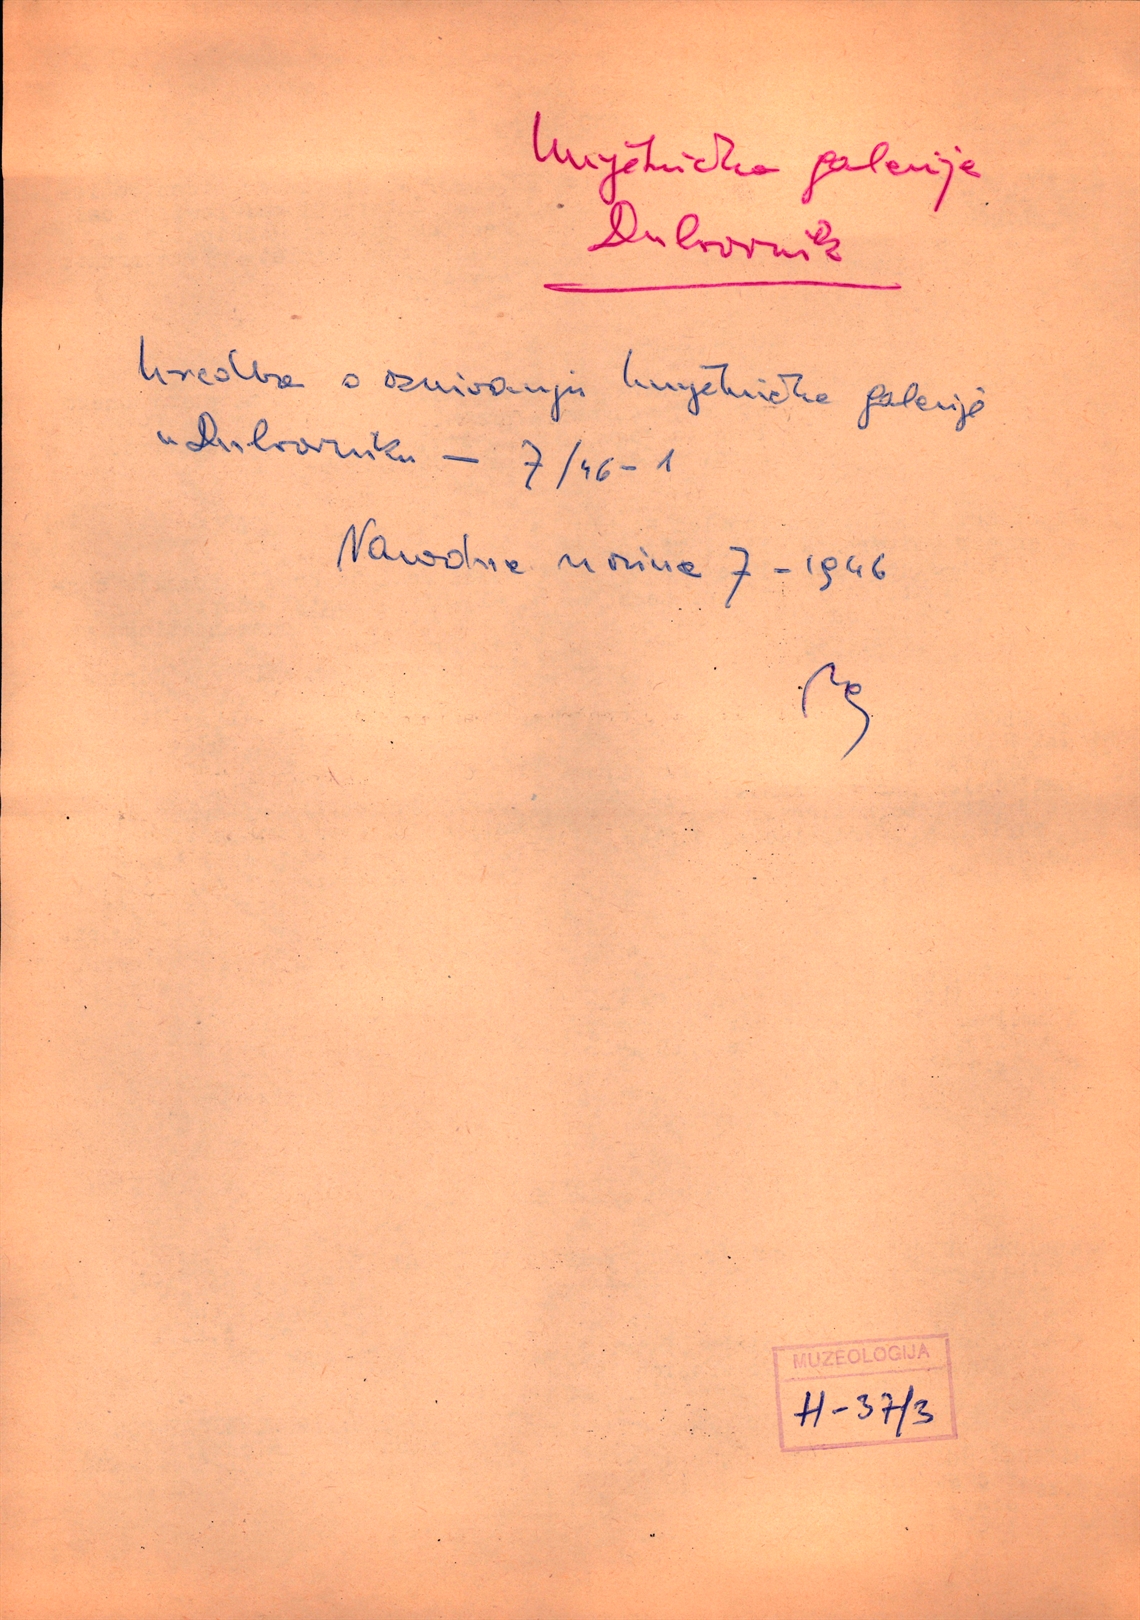 Umjetnička galerija
Dubrovnik
Uredba o osnivanju Umjetničke galerije
u Dubrovniku — 7/46-1
Narodne novine 7-1946
MUZEOLOGIJA
H-37/3